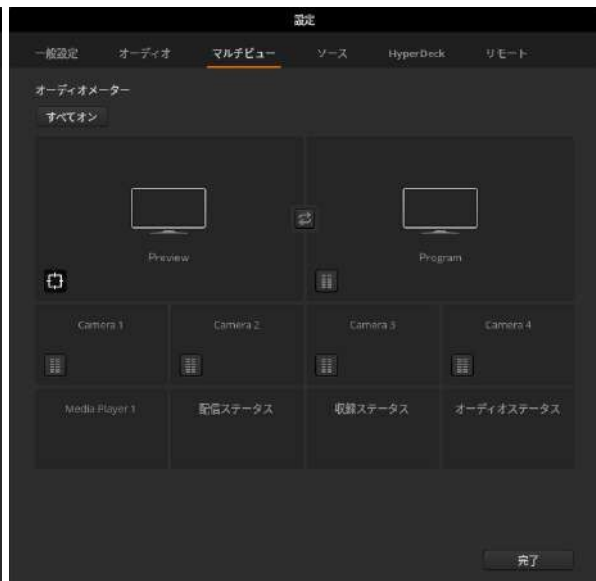 設定
一般設定 オーディオ マルチビュー ソース HyperDeck リモート
オーディオメーター
すべてオン
Preview Program
Camera 1 Camera 2 Camera 3 Camera 4
Media Player 1 配信ステータス 収録ステータス オーディオステータス
完了